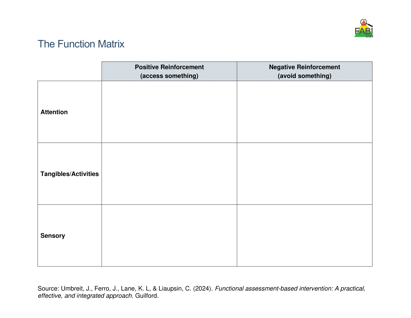 FABI
The Function Matrix
Positive Reinforcement
(access something)
Negative Reinforcement
(avoid something)
Attention
Tangibles/Activities
Sensory
Source: Umbreit, J., Ferro, J., Lane, K. L, & Liaupsin, C. (2024). Functional assessment-based intervention: A practical,
effective, and integrated approach. Guilford.